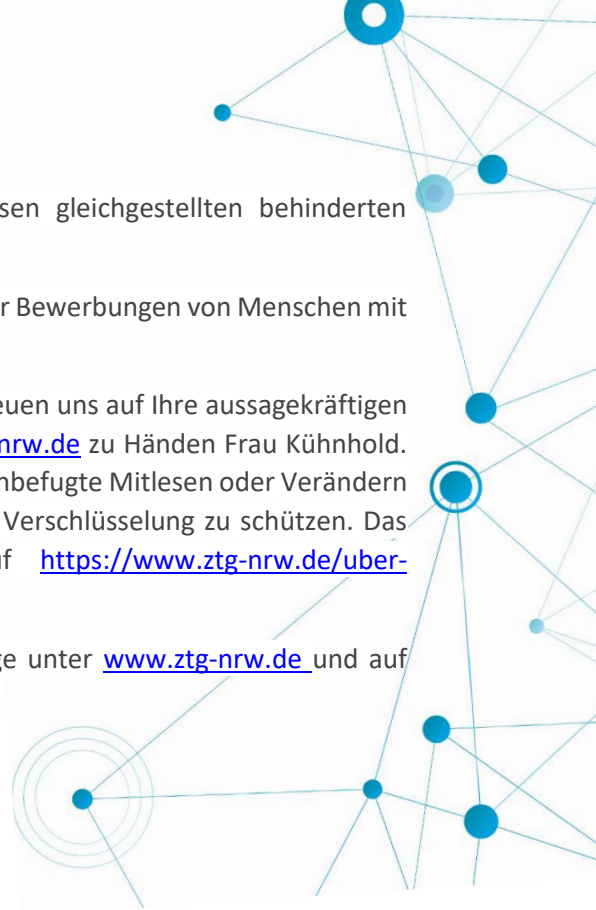 sen gleichgestellten behinderten
r Bewerbungen von Menschen mit
euen uns auf Ihre aussagekräftigen
nrw.de zu Händen Frau Kühnhold.
nbefugte Mitlesen oder Verändern
Verschlüsselung zu schützen. Das
f https://www.ztg-nrw.de/uber-
ge unter www.ztg-nrw.de und auf